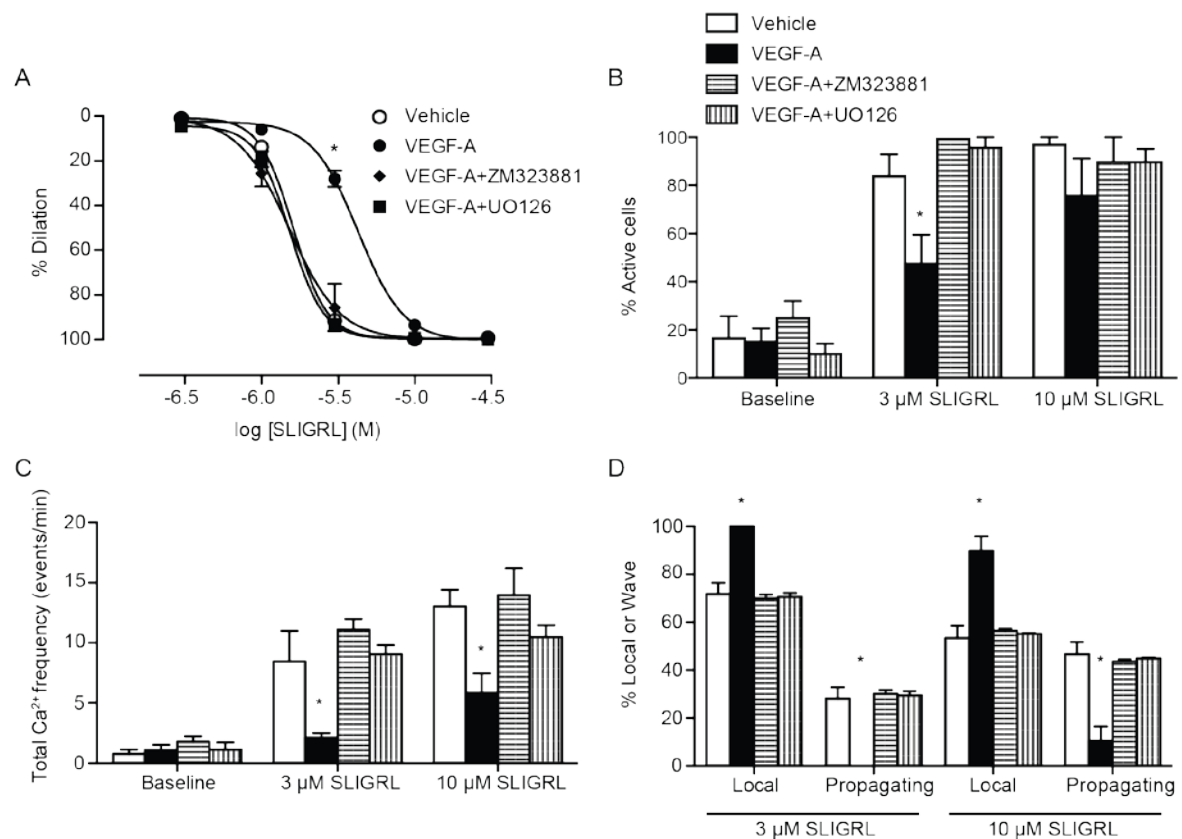 Vehicle
VEGF-A
VEGF-A+ZM323881
VEGF-A+UO126
A
0
20
40
60
80
100
% Dilation
-6.5 -6.0 -5.5 -5.0 -4.5
log [SLIGRL] (M)
*
Vehicle
VEGF-A
VEGF-A+ZM323881
VEGF-A+UO126
B
100
80
60
40
20
0
% Active cells
*
Baseline 3 µM SLIGRL 10 µM SLIGRL
C
20
15
10
5
0
Total Ca²⁺ frequency (events/min)
* *
Baseline 3 µM SLIGRL 10 µM SLIGRL
D
100
80
60
40
20
0
% Local or Wave
* * * *
Local Propagating Local Propagating
3 µM SLIGRL 10 µM SLIGRL